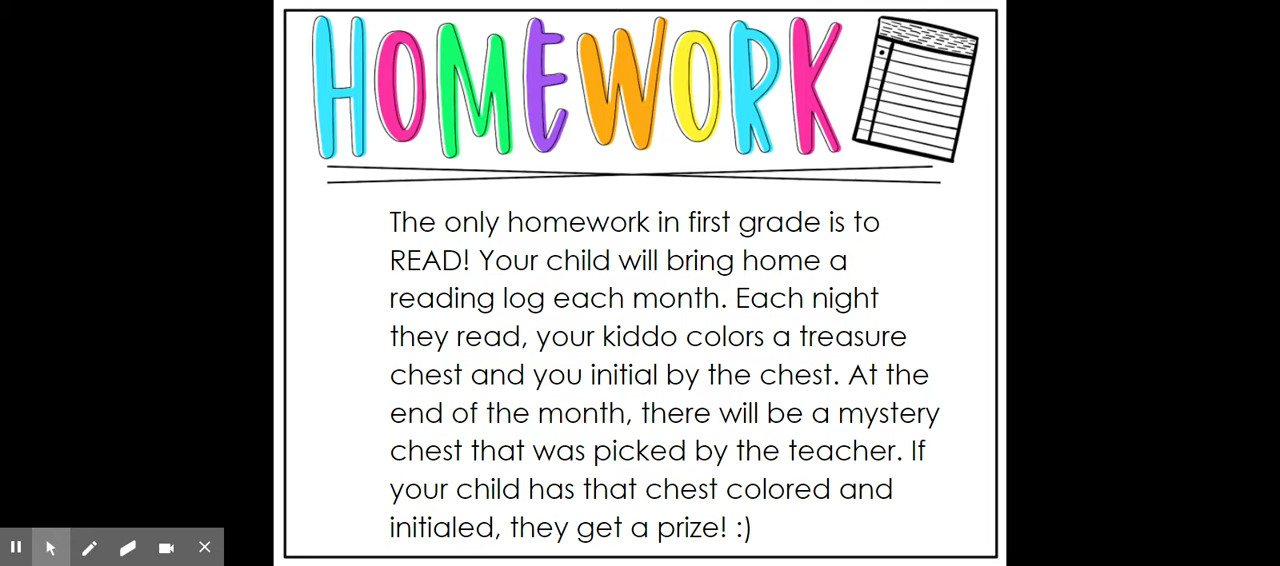 HOMEWORK
The only homework in first grade is to
READ! Your child will bring home a
reading log each month. Each night
they read, your kiddo colors a treasure
chest and you initial by the chest. At the
end of the month, there will be a mystery
chest that was picked by the teacher. If
your child has that chest colored and
initialed, they get a prize! :)